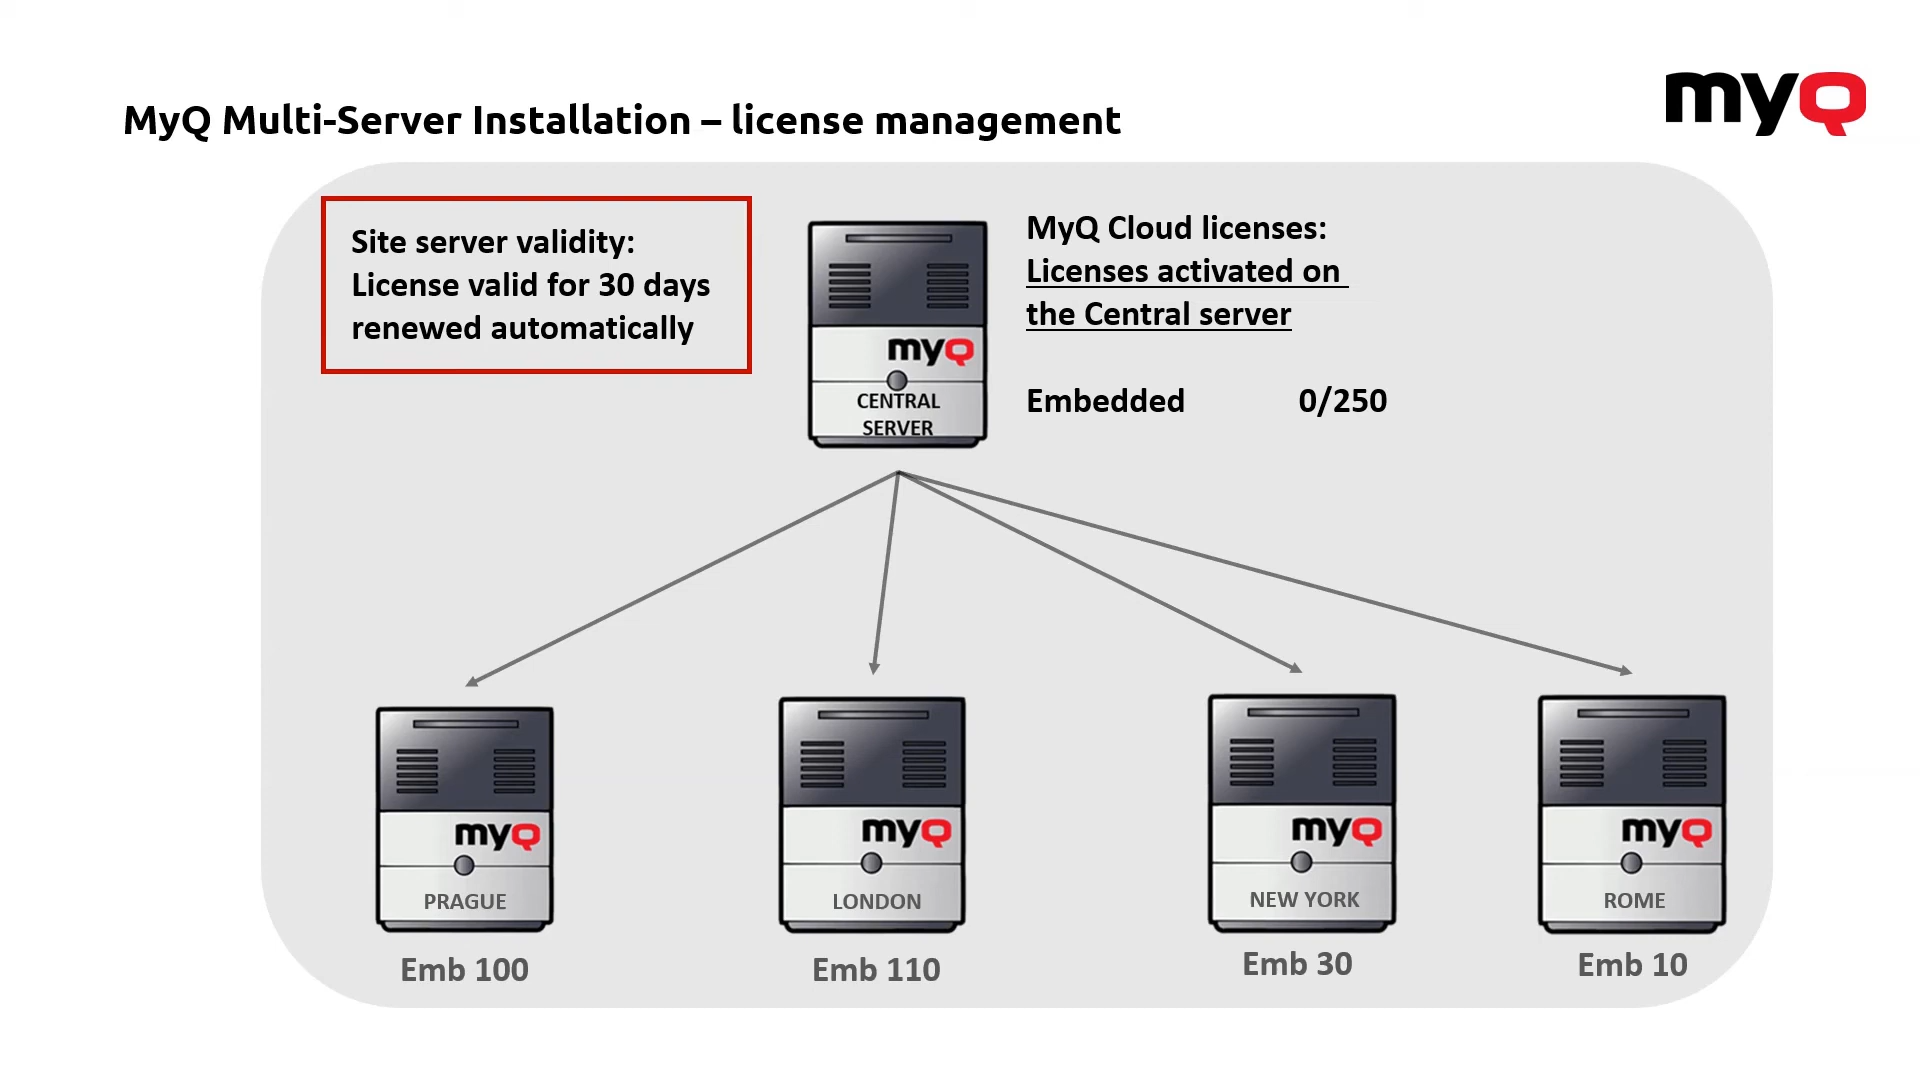 myQ
MyQ Multi-Server Installation – license management
Site server validity:
License valid for 30 days
renewed automatically
myQ
CENTRAL
SERVER
MyQ Cloud licenses:
Licenses activated on
the Central server
Embedded 0/250
myQ
PRAGUE
Emb 100
myQ
LONDON
Emb 110
myQ
NEW YORK
Emb 30
myQ
ROME
Emb 10